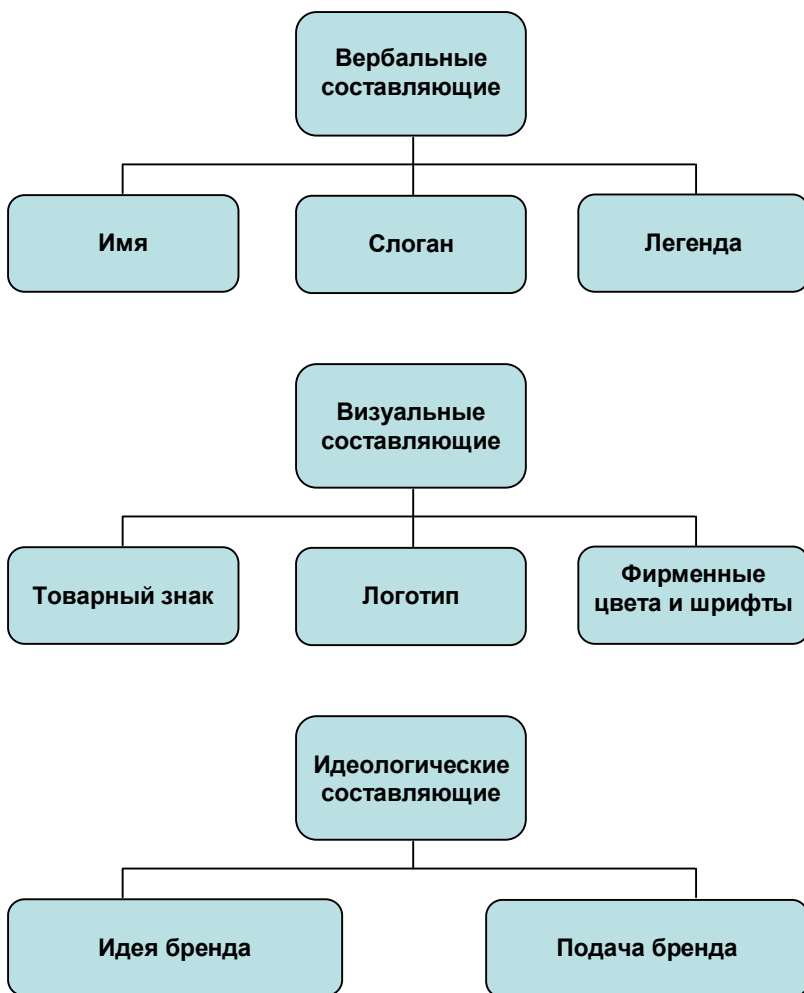 Вербальные
составляющие
Имя
Слоган
Легенда
Визуальные
составляющие
Товарный знак
Логотип
Фирменные
цвета и шрифты
Идеологические
составляющие
Идея бренда
Подача бренда